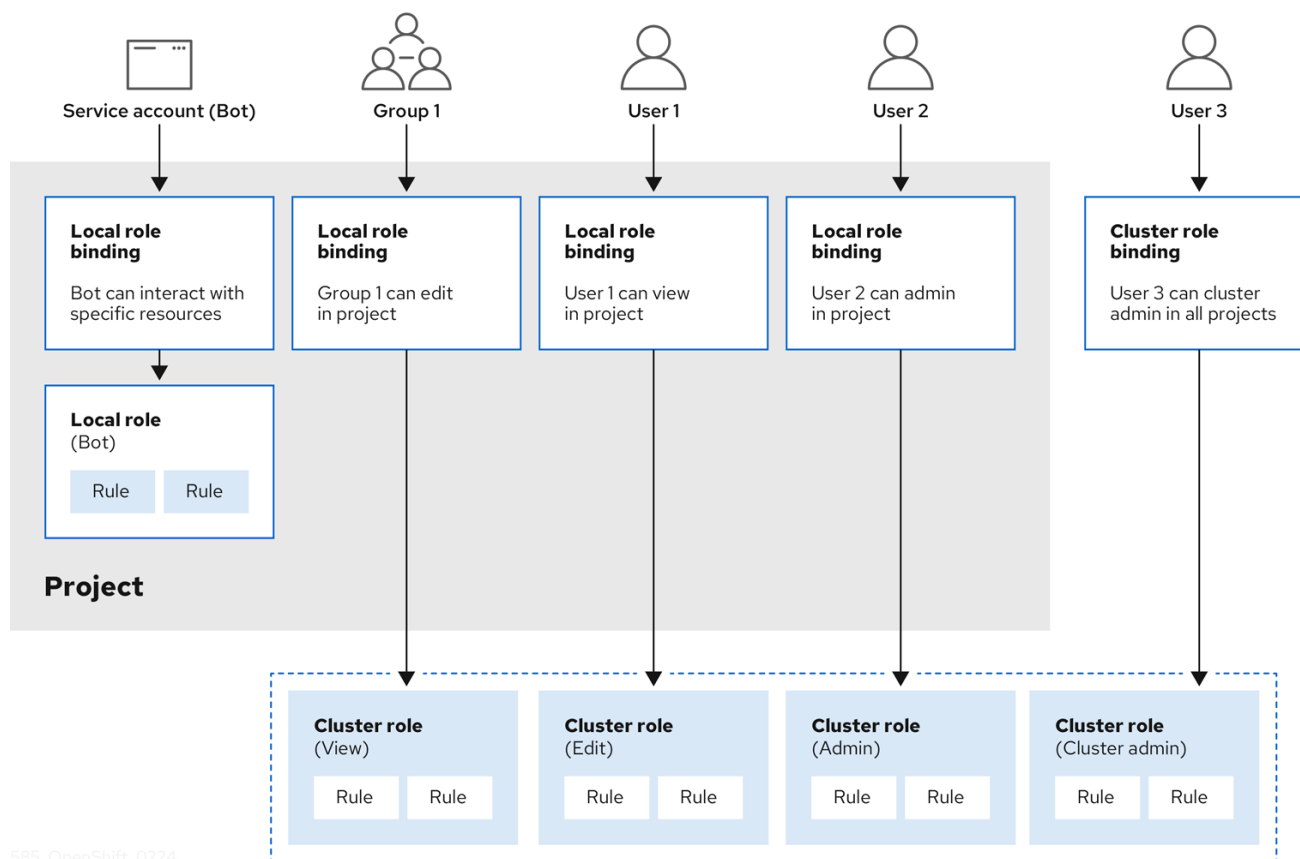 Service account (Bot)
Group 1
User 1
User 2
User 3
Local role
binding
Bot can interact with
specific resources
Local role
binding
Group 1 can edit
in project
Local role
binding
User 1 can view
in project
Local role
binding
User 2 can admin
in project
Cluster role
binding
User 3 can cluster
admin in all projects
Local role
(Bot)
Rule
Rule
Project
Cluster role
(View)
Rule
Rule
Cluster role
(Edit)
Rule
Rule
Cluster role
(Admin)
Rule
Rule
Cluster role
(Cluster admin)
Rule
Rule
585_OpenShift_0224